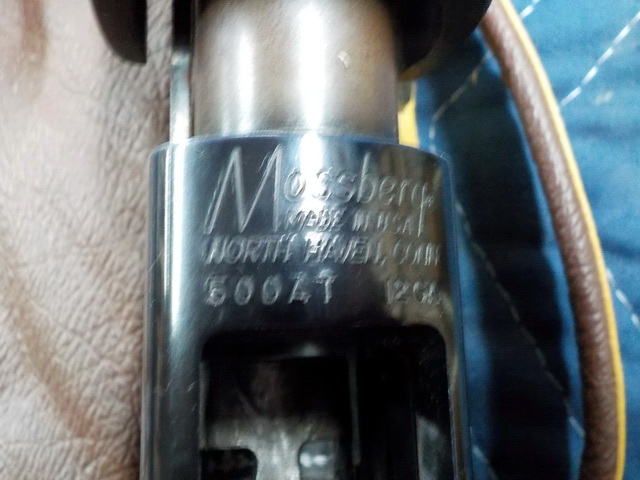 Mossberg
MADE IN U.S.A.
NORTH HAVEN, CONN
500AT 12 GA